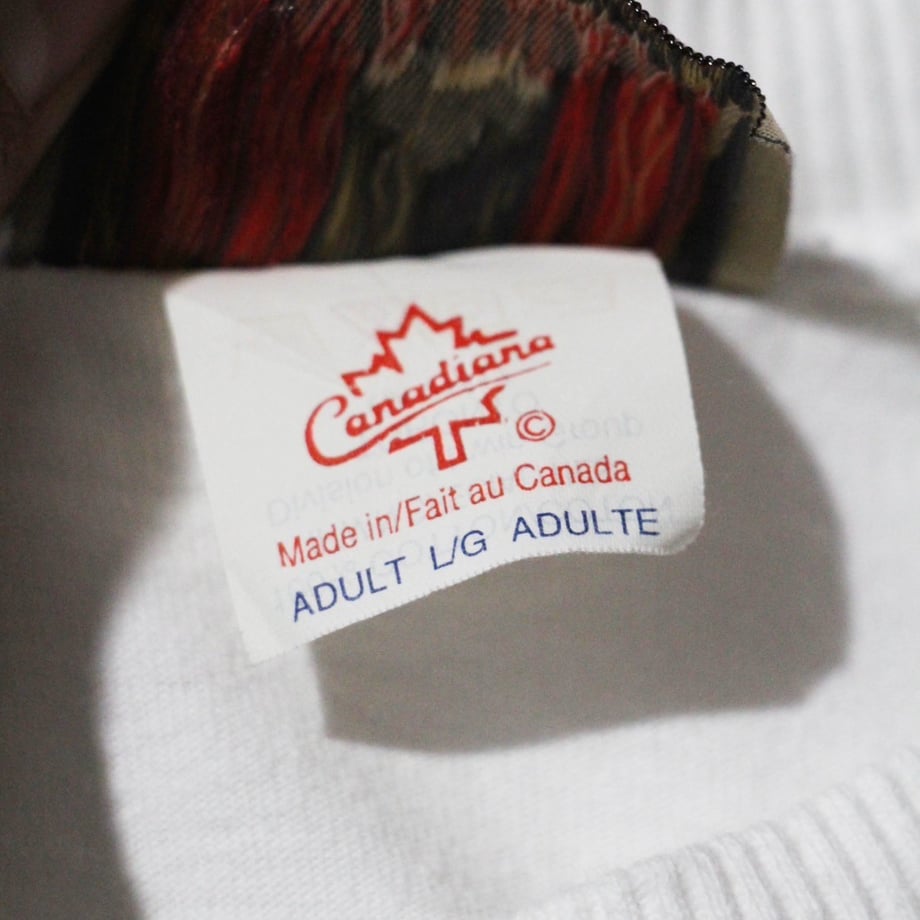 Canadiana
©
Made in/Fait au Canada
ADULT L/G ADULTE